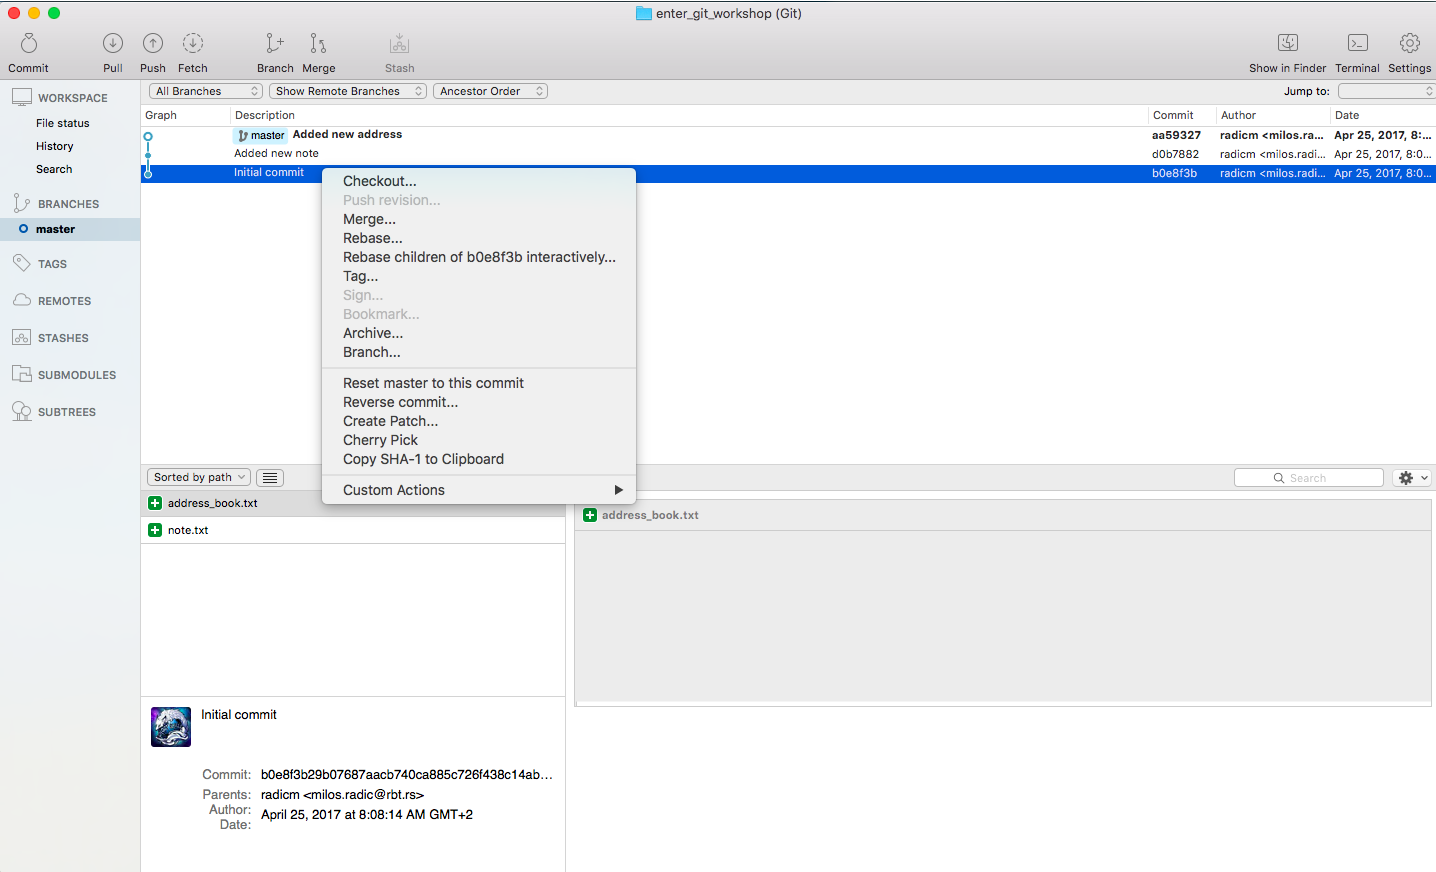 enter_git_workshop (Git)
Commit Pull Push Fetch Branch Merge Stash Show in Finder Terminal Settings
All Branches Show Remote Branches Ancestor Order Jump to:
WORKSPACE
File status
History
Search
BRANCHES
master
TAGS
REMOTES
STASHES
SUBMODULES
SUBTREES
Graph Description Commit Author Date
master Added new address aa59327 radicm <milos.ra... Apr 25, 2017, 8:...
Added new note d0b7882 radicm <milos.radi... Apr 25, 2017, 8:0...
Initial commit b0e8f3b radicm <milos.radi... Apr 25, 2017, 8:0...
Checkout...
Push revision...
Merge...
Rebase...
Rebase children of b0e8f3b interactively...
Tag...
Sign...
Bookmark...
Archive...
Branch...
Reset master to this commit
Reverse commit...
Create Patch...
Cherry Pick
Copy SHA-1 to Clipboard
Custom Actions
Sorted by path Search
address_book.txt
note.txt
address_book.txt
Initial commit
Commit: b0e8f3b29b07687aacb740ca885c726f438c14ab...
Parents: radicm <milos.radic@rbt.rs>
Author:
April 25, 2017 at 8:08:14 AM GMT+2
Date: